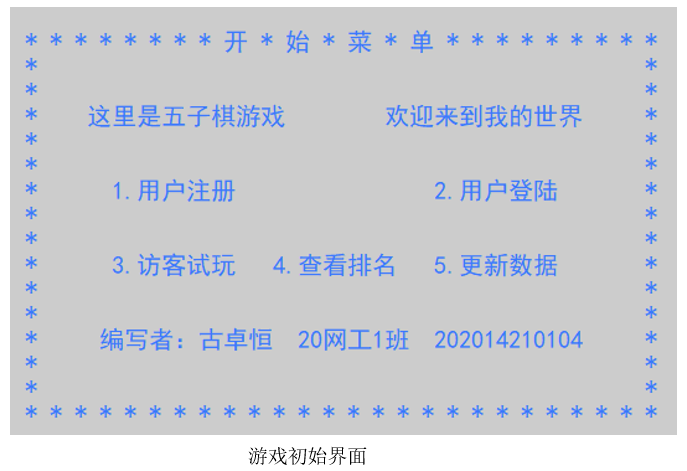 * * * * * * * * 开 * 始 * 菜 * 单 * * * * * * * * *
* *
* *
* 这里是五子棋游戏 欢迎来到我的世界 *
* *
* *
* 1.用户注册 2.用户登陆 *
* *
* *
* 3.访客试玩 4.查看排名 5.更新数据 *
* *
* *
* 编写者：古卓恒 20网工1班 202014210104 *
* *
* *
* * * * * * * * * * * * * * * * * * * * * * * * * *
游戏初始界面